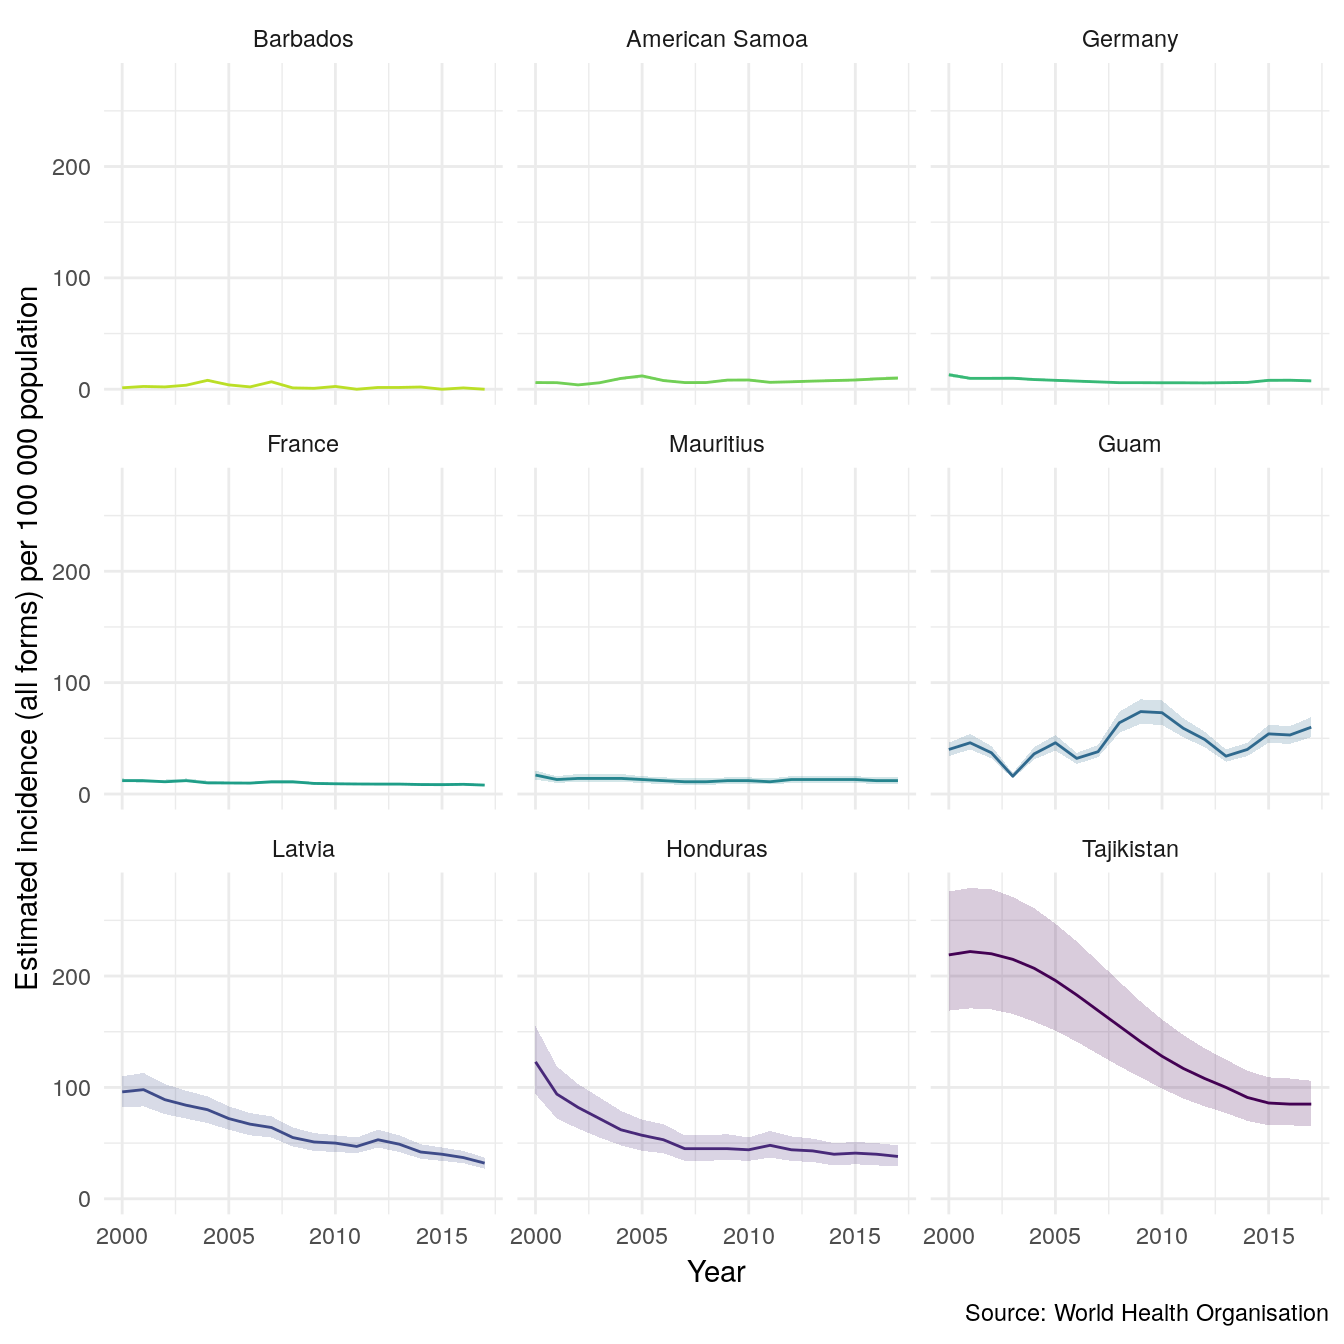 Barbados
American Samoa
Germany
200
100
0
France
Mauritius
Guam
200
100
0
Latvia
Honduras
Tajikistan
200
100
0
2000 2005 2010 2015
2000 2005 2010 2015
2000 2005 2010 2015
Estimated incidence (all forms) per 100 000 population
Year
Source: World Health Organisation